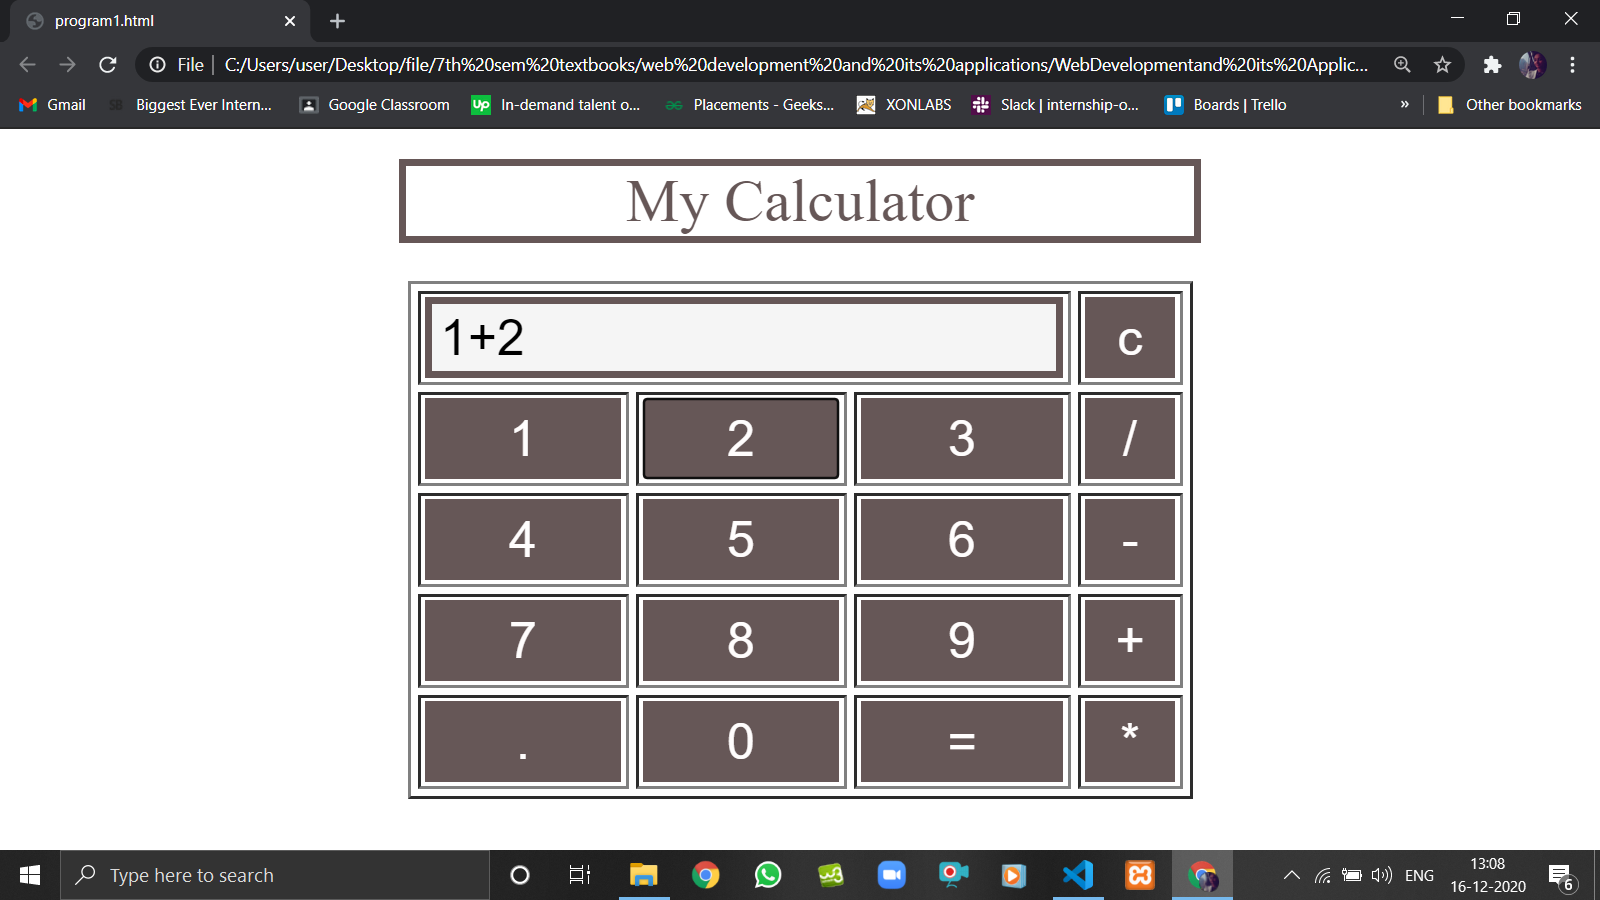 program1.html
File
C:/Users/user/Desktop/file/7th%20sem%20textbooks/web%20development%20and%20its%20applications/WebDevelopmentand%20its%20Applic...
Gmail
SB Biggest Ever Intern...
Google Classroom
Up In-demand talent o...
Placements - Geeks...
XONLABS
Slack | internship-o...
Boards | Trello
»
Other bookmarks
My Calculator
1+2 c
1 2 3 /
4 5 6 -
7 8 9 +
. 0 = *
Type here to search
w3
ENG
13:08
16-12-2020
6